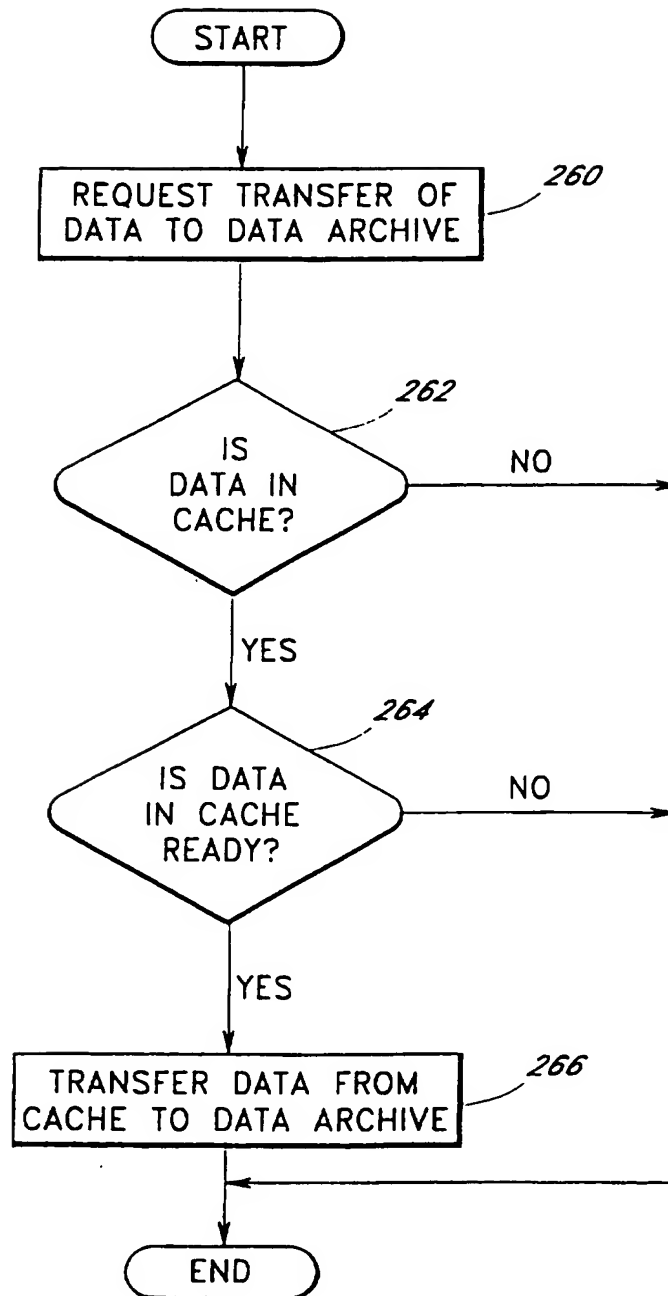 START
REQUEST TRANSFER OF
DATA TO DATA ARCHIVE
260
262
IS
DATA IN
CACHE?
NO
YES
264
IS DATA
IN CACHE
READY?
NO
YES
TRANSFER DATA FROM
CACHE TO DATA ARCHIVE
266
END